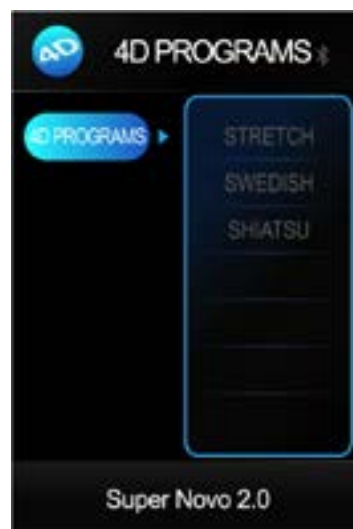 4D
4D PROGRAMS
4D PROGRAMS
STRETCH
SWEDISH
SHIATSU
Super Novo 2.0